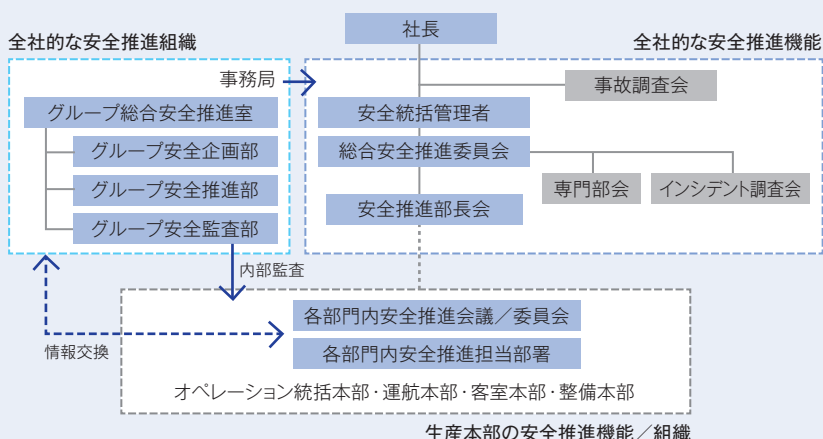 全社的な安全推進組織
社長
全社的な安全推進機能
事務局
事故調査会
グループ総合安全推進室
安全統括管理者
グループ安全企画部
総合安全推進委員会
グループ安全推進部
専門部会
インシデント調査会
グループ安全監査部
安全推進部長会
内部監査
各部門内安全推進会議／委員会
情報交換
各部門内安全推進担当部署
オペレーション統括本部・運航本部・客室本部・整備本部
生産本部の安全推進機能／組織